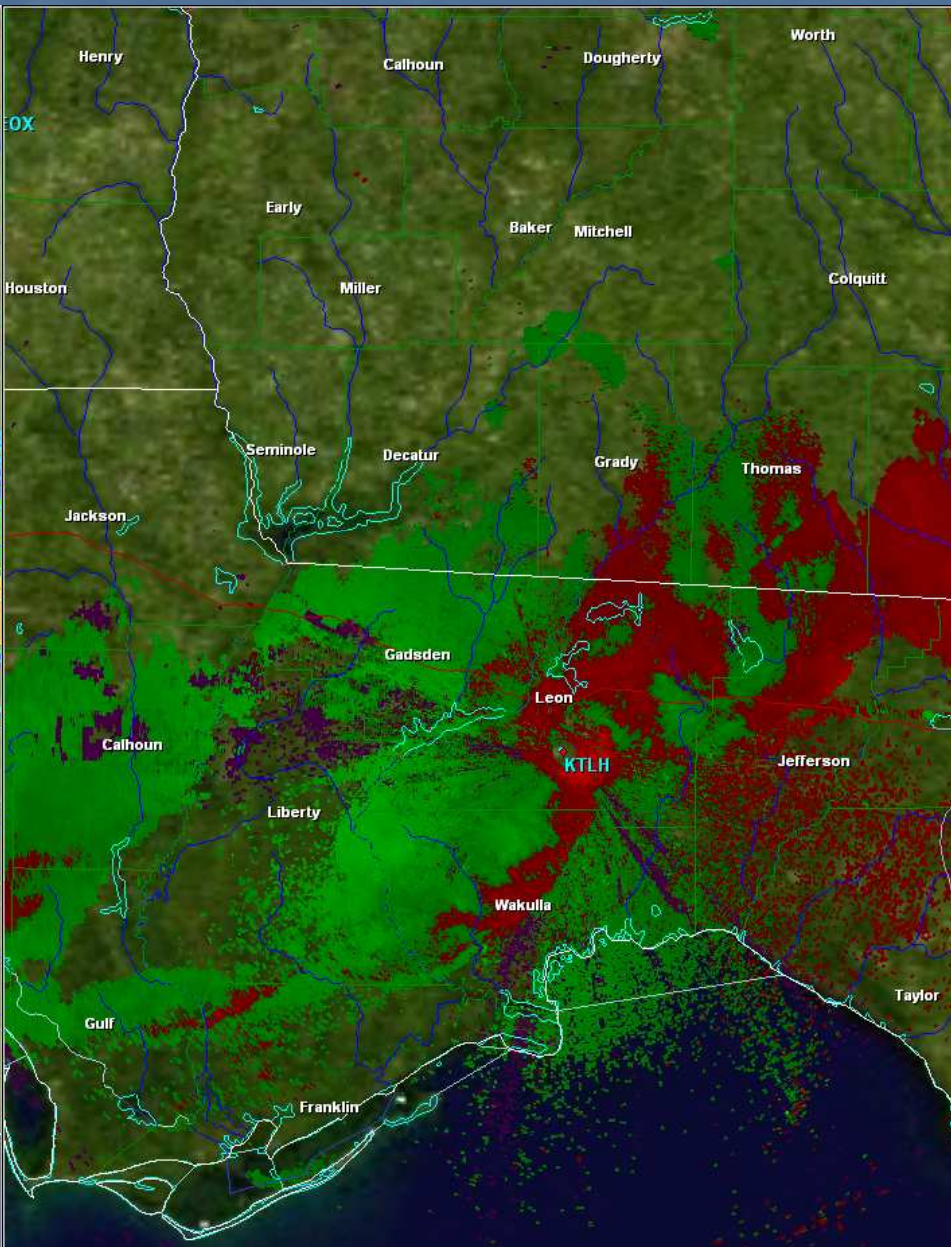 Worth
Henry
Calhoun
Dougherty
EOX
Early
Baker
Mitchell
Houston
Miller
Colquitt
Seminole
Decatur
Grady
Thomas
Jackson
Gadsden
Leon
Calhoun
KTLH
Jefferson
Liberty
Wakulla
Taylor
Gulf
Franklin